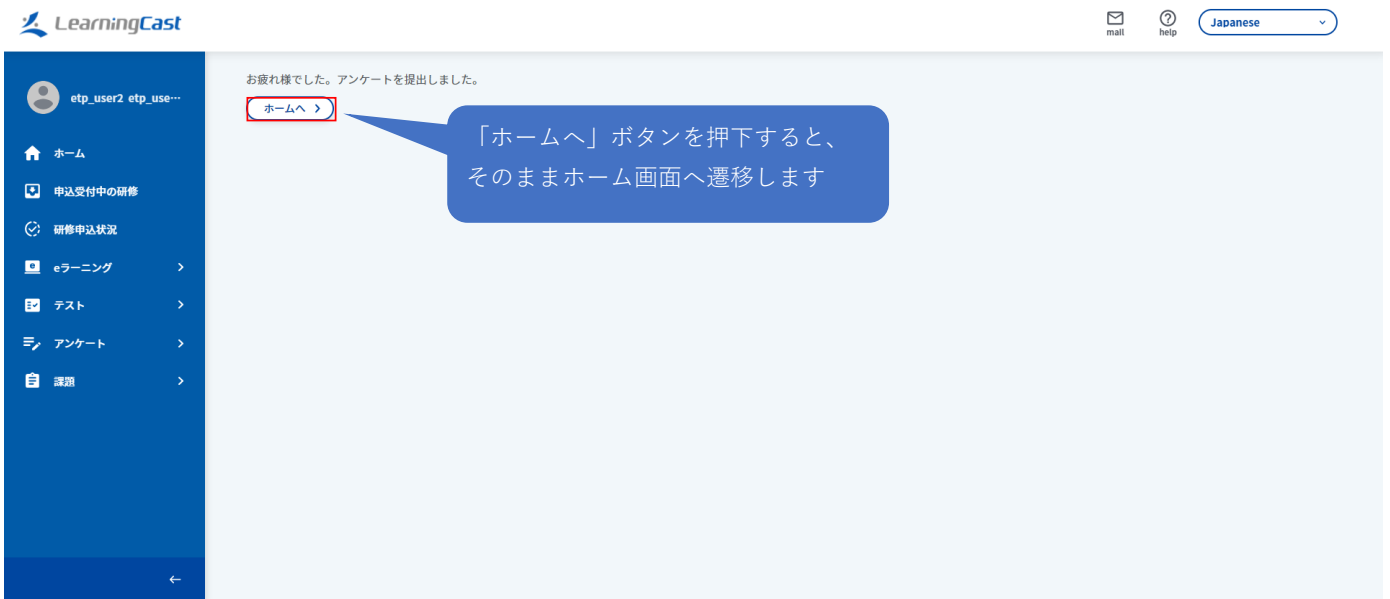 LearningCast
mail
help
Japanese
etp_user2 etp_use…
ホーム
申込受付中の研修
研修申込状況
eラーニング
テスト
アンケート
課題
お疲れ様でした。アンケートを提出しました。
ホームへ
「ホームへ」ボタンを押下すると、
そのままホーム画面へ遷移します